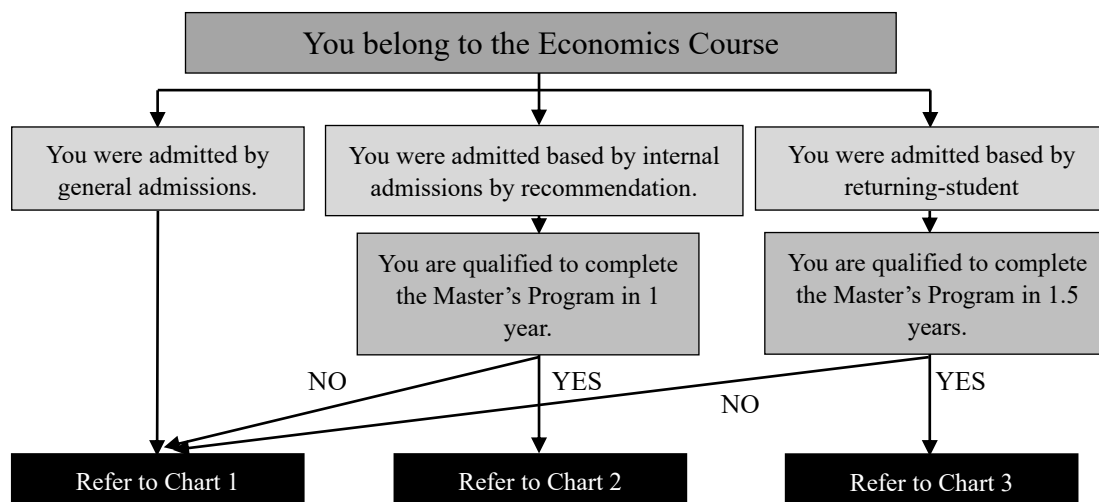 You belong to the Economics Course
You were admitted by
general admissions.
You were admitted based by internal
admissions by recommendation.
You were admitted based by
returning-student
You are qualified to complete
the Master’s Program in 1
year.
You are qualified to complete
the Master’s Program in 1.5
years.
NO
YES
NO
YES
Refer to Chart 1
Refer to Chart 2
Refer to Chart 3